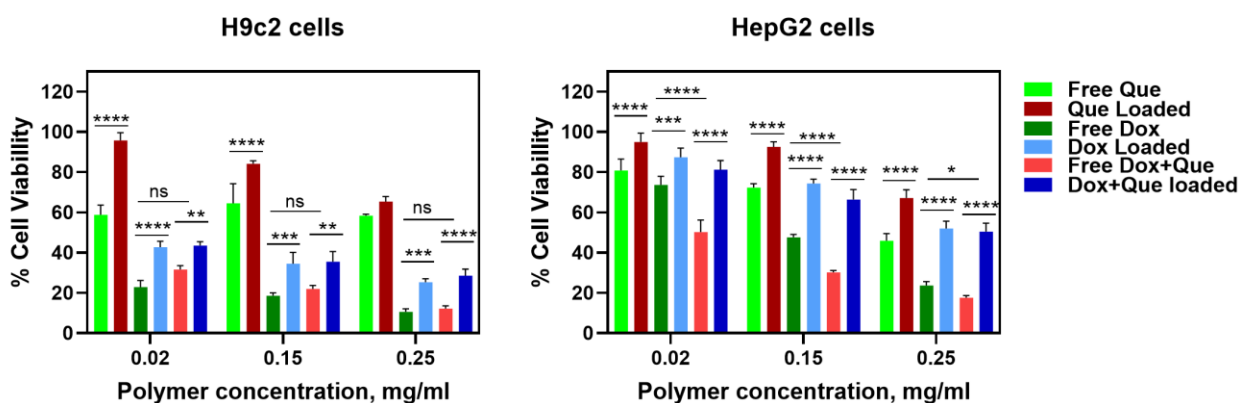 H9c2 cells
% Cell Viabillity
120
100
80
60
40
20
0
****
****
ns
****
**
ns
***
**
ns
***
****
0.02
0.15
0.25
Polymer concentration, mg/ml
HepG2 cells
% Cell Viability
120
100
80
60
40
20
0
****
****
***
****
****
****
****
****
****
*
****
****
0.02
0.15
0.25
Polymer concentration, mg/ml
Free Que
Que Loaded
Free Dox
Dox Loaded
Free Dox+Que
Dox+Que loaded